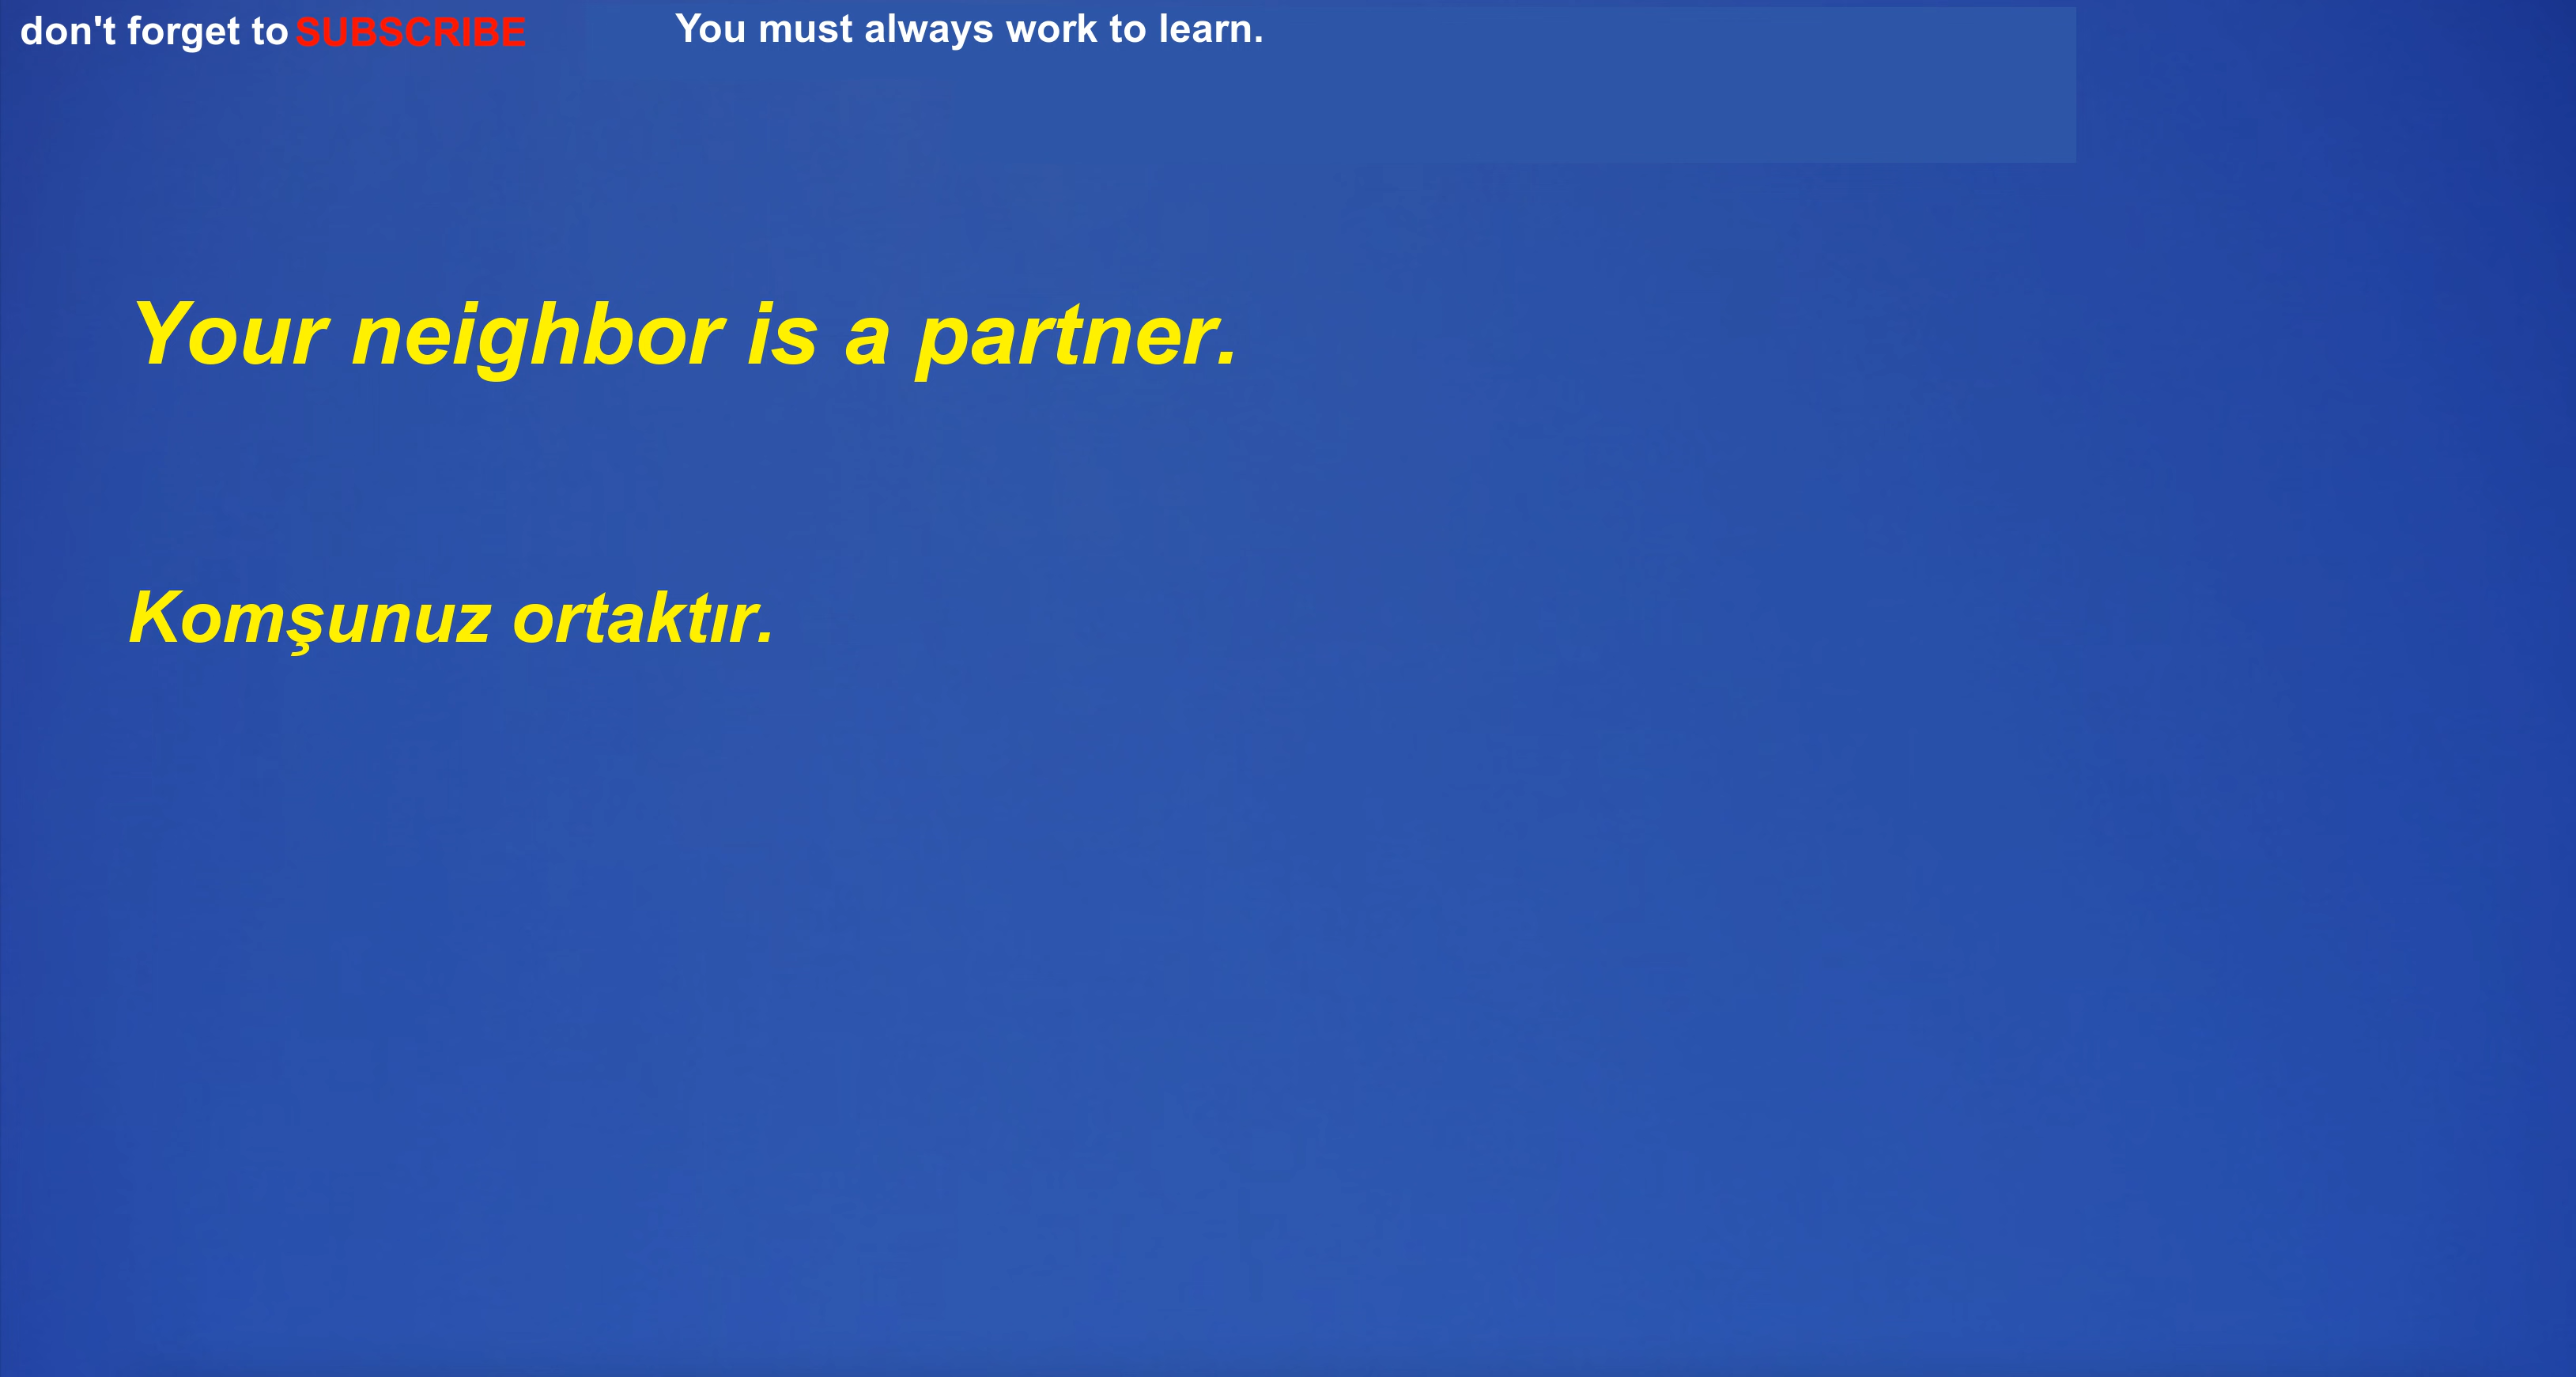 don't forget to SUBSCRIBE
You must always work to learn.
Your neighbor is a partner.
Komşunuz ortaktır.